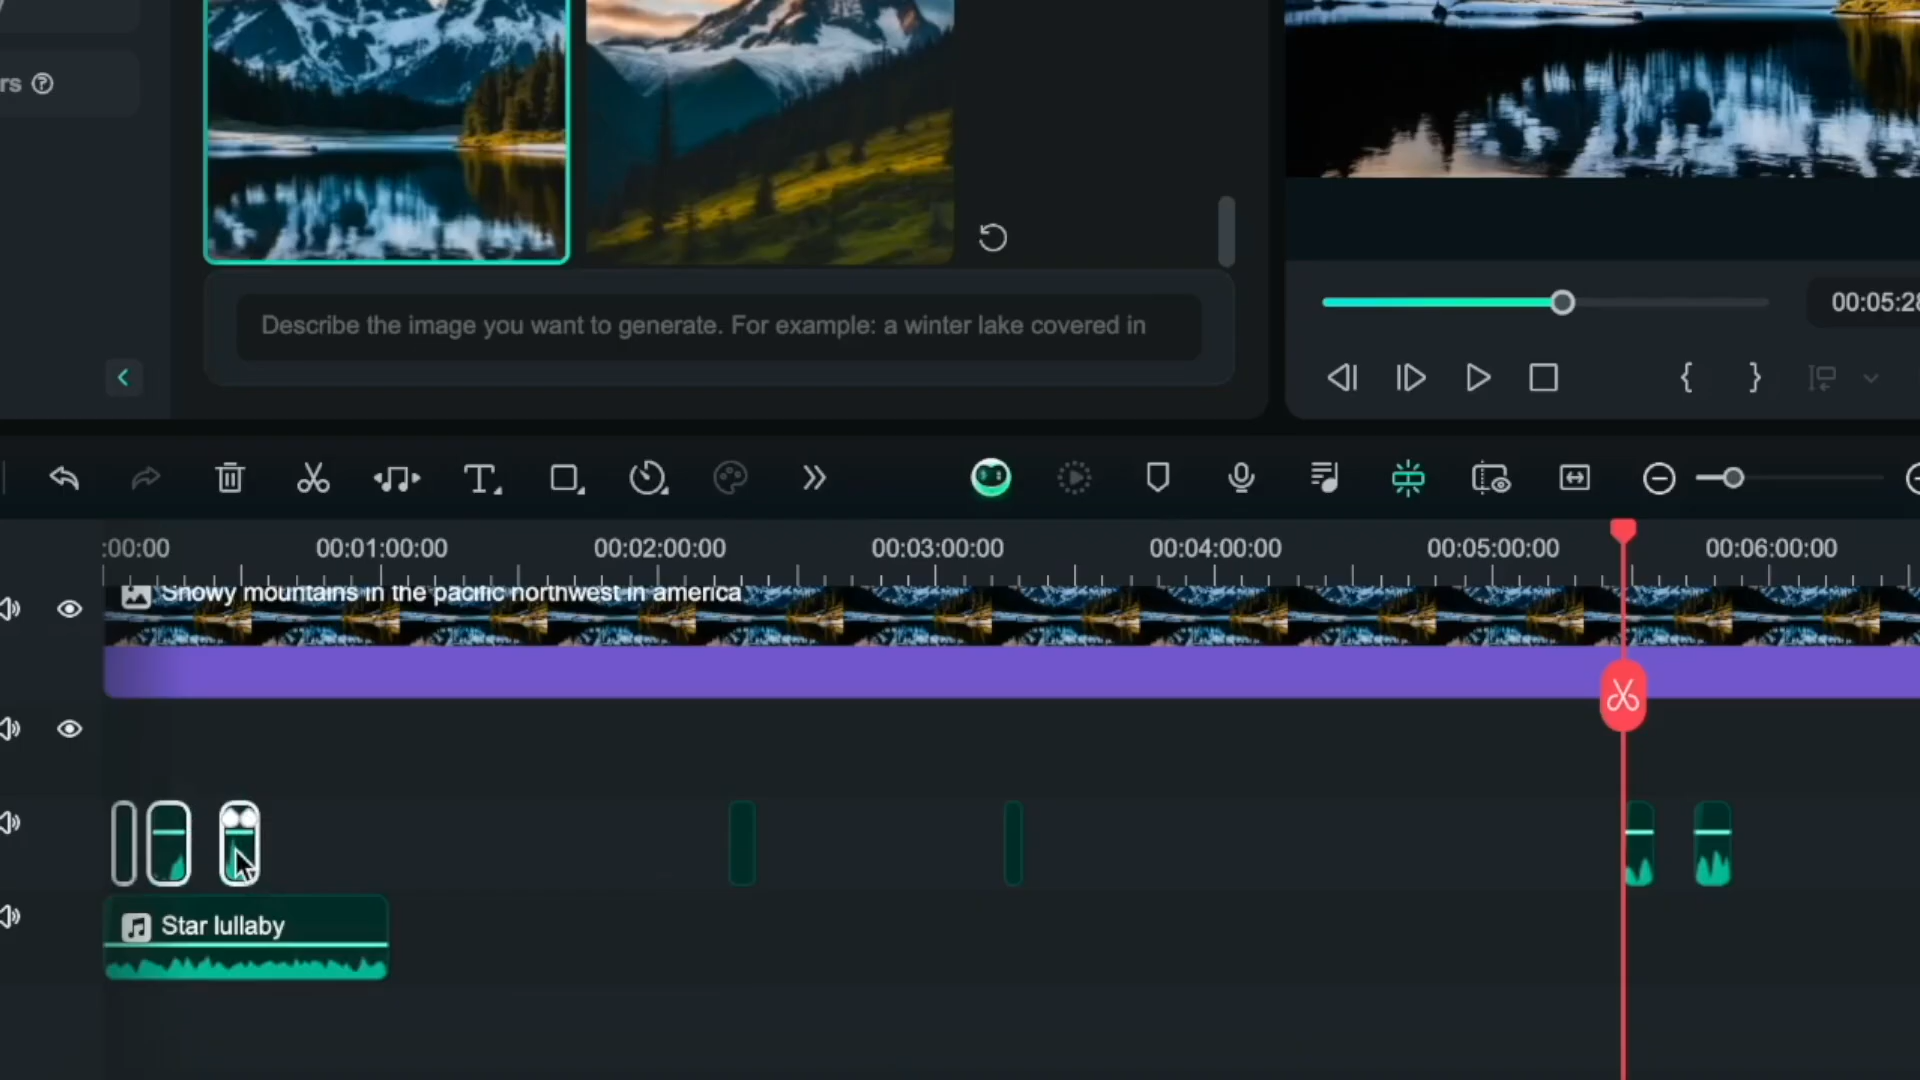 rs
Describe the image you want to generate. For example: a winter lake covered in
00:05:28
:00:00
00:01:00:00
00:02:00:00
00:03:00:00
00:04:00:00
00:05:00:00
00:06:00:00
Snowy mountains in the pacific northwest in america
Star lullaby